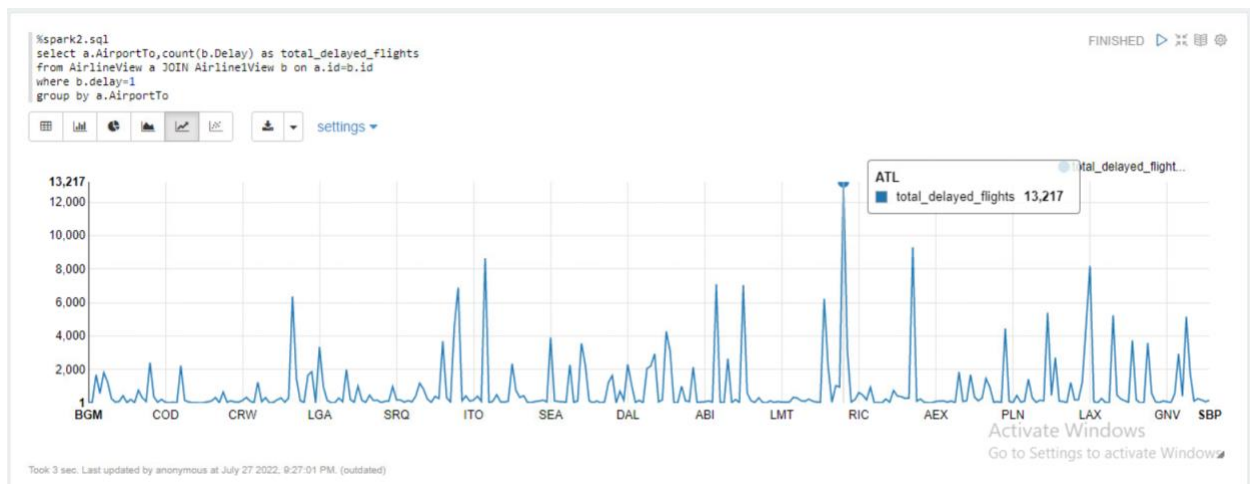 %spark2.sql
select a.AirportTo,count(b.Delay) as total_delayed_flights
from AirlineView a JOIN Airline1View b on a.id=b.id
where b.delay=1
group by a.AirportTo
FINISHED
settings
total_delayed_flight...
ATL
total_delayed_flights 13,217
13,217
12,000
10,000
8,000
6,000
4,000
2,000
1
BGM COD CRW LGA SRQ ITO SEA DAL ABI LMT RIC AEX PLN LAX GNV SBP
Activate Windows
Go to Settings to activate Windows.
Took 3 sec. Last updated by anonymous at July 27 2022, 9:27:01 PM. (outdated)